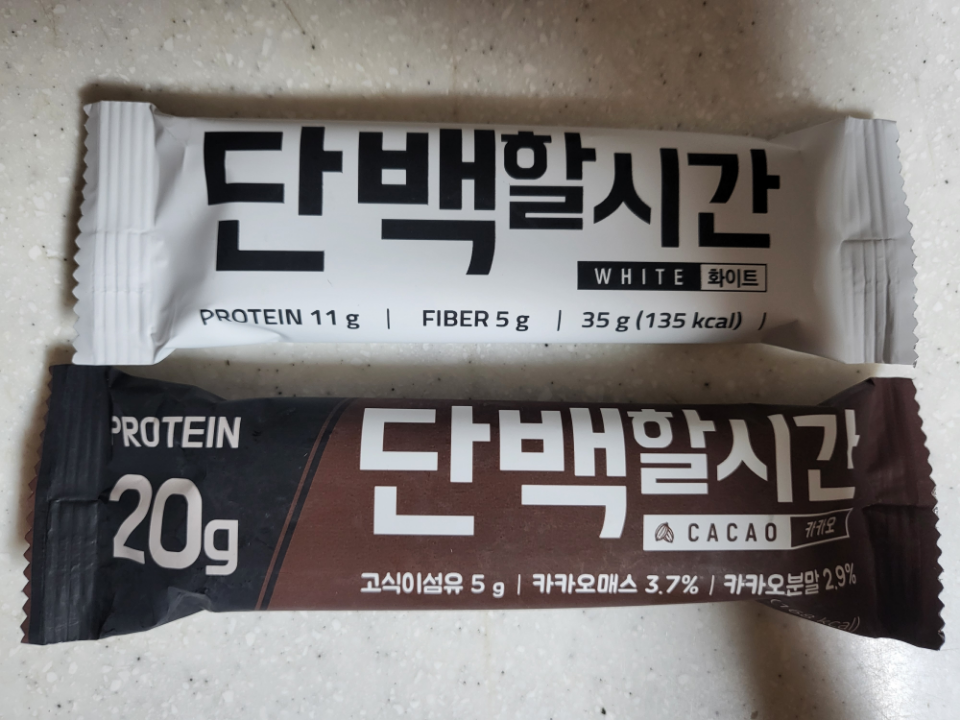 단백할시간
WHITE 화이트
PROTEIN 11 g | FIBER 5 g | 35 g (135 kcal)
PROTEIN
20g
단백할시간
CACAO 카카오
고식이섬유 5 g | 카카오매스 3.7% | 카카오분말 2.9%
kcal)